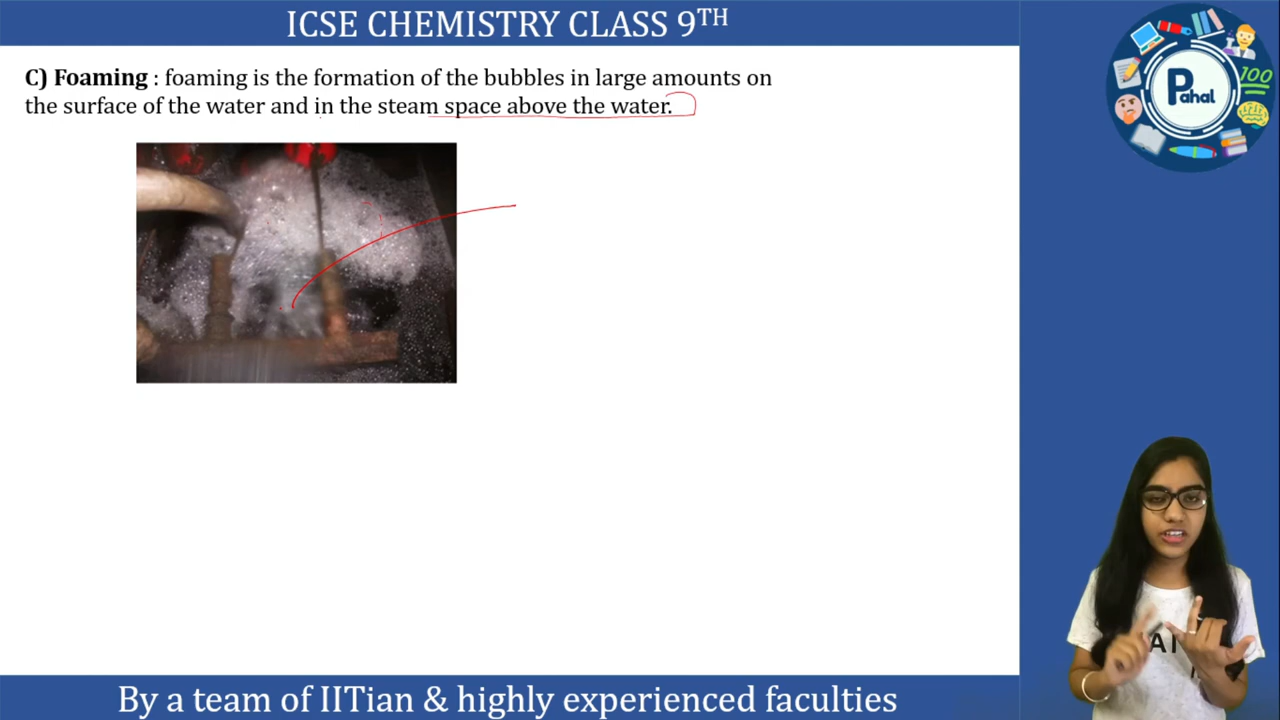 ICSE CHEMISTRY CLASS 9TH
C) Foaming : foaming is the formation of the bubbles in large amounts on
the surface of the water and in the steam space above the water.
Pahal
100
AI
By a team of IITian & highly experienced faculties